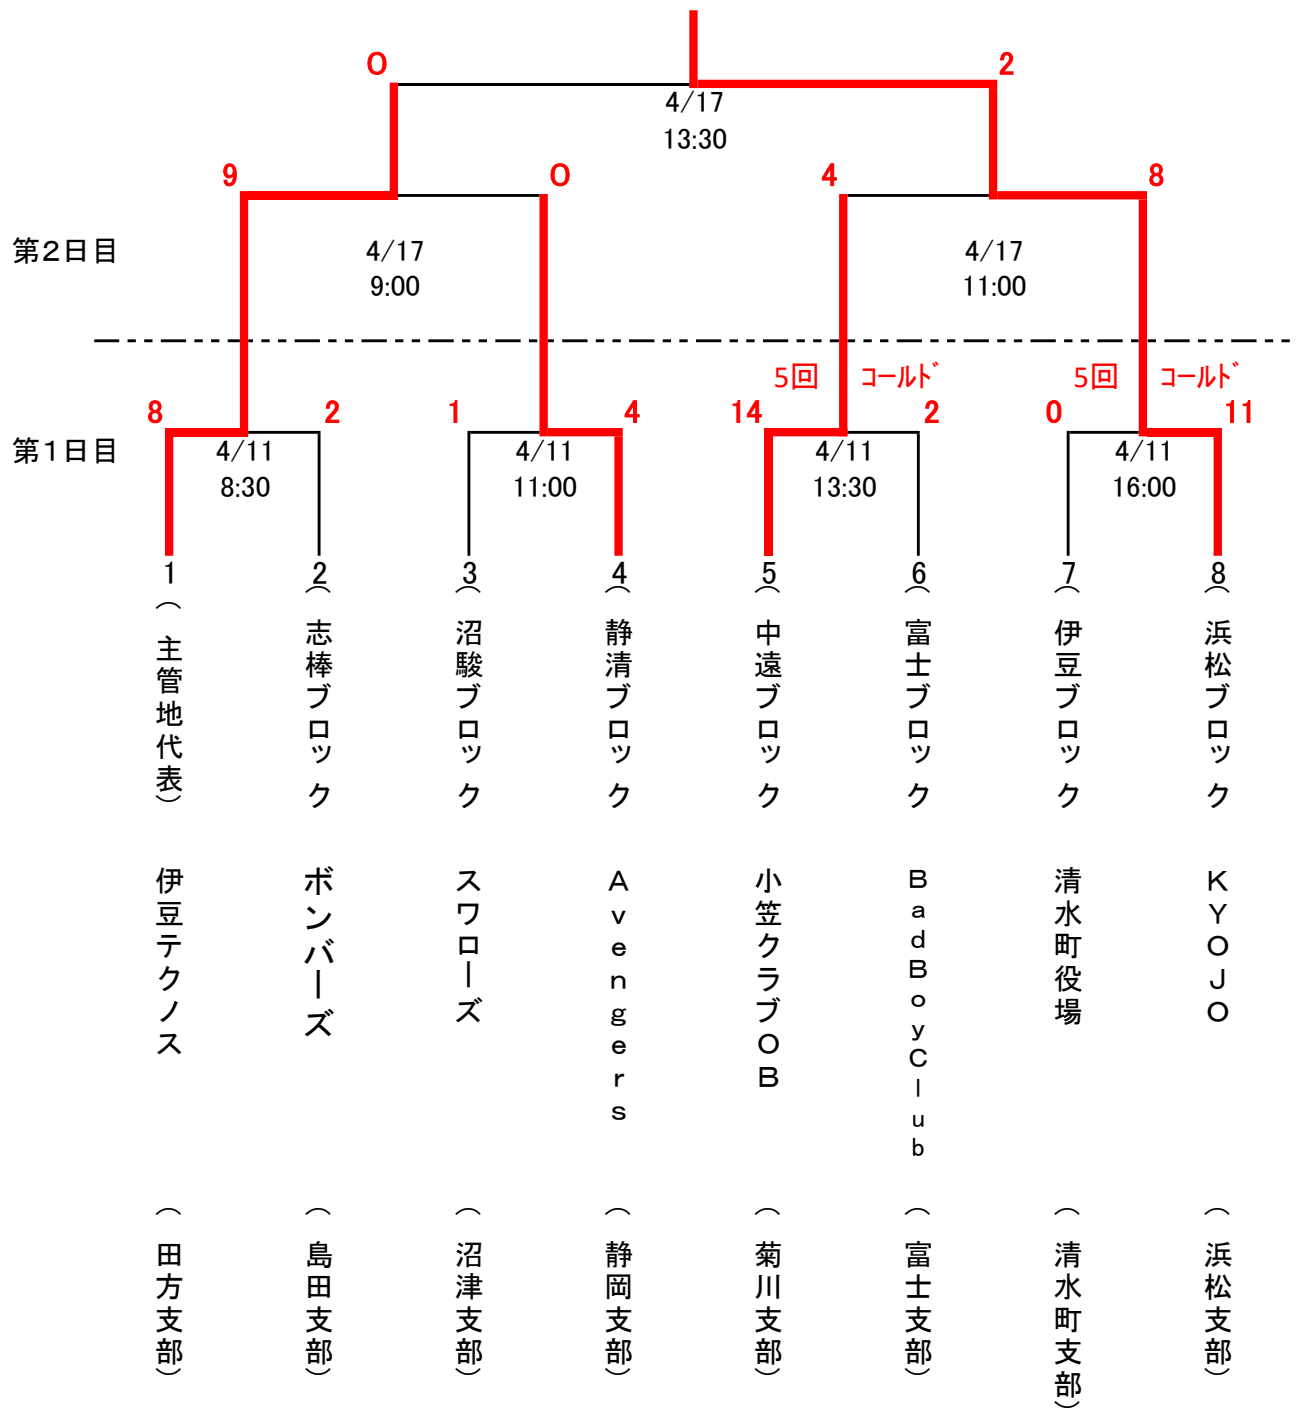 0 2
4/17
13:30
9 0 4 8
第2日目
4/17
9:00
4/17
11:00
5回 コールド 5回 コールド
8 2 1 4 14 2 0 11
第1日目
4/11
8:30
4/11
11:00
4/11
13:30
4/11
16:00
1 2 3 4 5 6 7 8
（主管地代表） 伊豆テクノス （田方支部）
（志棒ブロック ボンバーズ （島田支部）
（沼駿ブロック スワローズ （沼津支部）
（静清ブロック Avengers （静岡支部）
（中遠ブロック 小笠クラブOB （菊川支部）
（富士ブロック BadBoyClub （富士支部）
（伊豆ブロック 清水町役場 （清水町支部）
（浜松ブロック KYOJO （浜松支部）